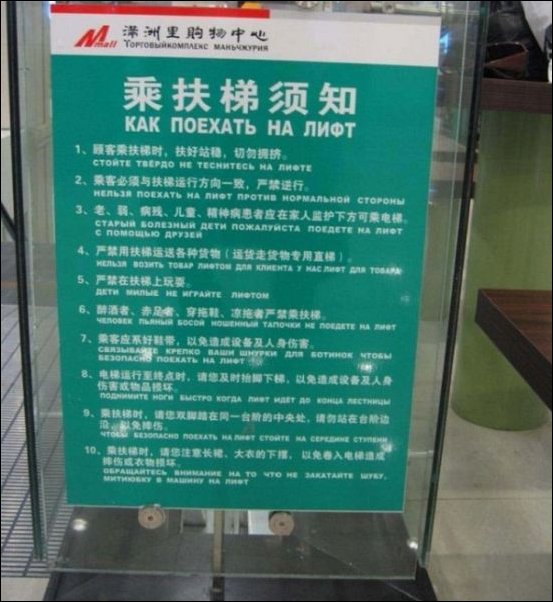 Mmall 满洲里购物中心
ТОРГОВЫЙКОМПЛЕКС МАНЬЧЖУРИЯ
乘扶梯须知
КАК ПОЕХАТЬ НА ЛИФТ
1、顾客乘扶梯时，扶好站稳，切勿拥挤。
СТОЙТЕ ТВЁРДО НЕ ТЕСНИТЕСЬ НА ЛИФТЕ
2、乘客必须与扶梯运行方向一致，严禁逆行。
НЕЛЬЗЯ ПОЕХАТЬ НА ЛИФТ ПРОТИВ НОРМАЛЬНОЙ СТОРОНЫ
3、老、弱、病残、儿童、精神病患者应在家人监护下方可乘电梯。
СТАРЫЙ БОЛЕЗНЫЙ ДЕТИ ПОЖАЛУЙСТА ПОЕДЕТЕ НА ЛИФТ
С ПОМОЩЬЮ ДРУЗЕЙ
4、严禁用扶梯运送各种货物（运货走货物专用直梯）。
НЕЛЬЗЯ ВОЗИТЬ ТОВАР ЛИФТОМ ДЛЯ КЛИЕНТА У НАС ЛИФТ ДЛЯ ТОВАРА
5、严禁在扶梯上玩耍。
ДЕТИ МИЛЫЕ НЕ ИГРАЙТЕ ЛИФТОМ
6、醉酒者、赤足者、穿拖鞋、凉拖者严禁乘扶梯。
ЧЕЛОВЕК ПЬЯНЫЙ БОСОЙ НОШЕННЫЙ ТАПОЧКИ НЕ ПОЕДЕТЕ НА ЛИФТ
7、乘客应系好鞋带，以免造成设备及人身伤害。
СВЯЗЫВАЙТЕ КРЕПКО ВАШИ ШНУРКИ ДЛЯ БОТИНОК ЧТОБЫ
БЕЗОПАСНО ПОЕХАТЬ НА ЛИФТ
8、电梯运行至终点时，请您及时抬脚下梯，以免造成设备及人身
伤害或物品损坏。
ПОДНИМИТЕ НОГИ БЫСТРО КОГДА ЛИФТ ИДЁТ ДО КОНЦА ЛЕСТНИЦЫ
9、乘扶梯时，请您双脚踏在同一台阶的中央处，请勿站在台阶边
沿，以免摔伤。
ЧТОБЫ БЕЗОПАСНО ПОЕХАТЬ НА ЛИФТ СТОЙТЕ НА СЕРЕДИНЕ СТУПЕНИ
10、乘扶梯时，请您注意长裙、大衣的下摆，以免卷入电梯造成
摔伤或衣物损坏。
ОБРАЩАЙТЕСЬ ВНИМАНИЕ НА ТО ЧТО НЕ ЗАКАТАЙТЕ ШУБУ,
МИТИЮБКУ В МАШИНУ НА ЛИФТ